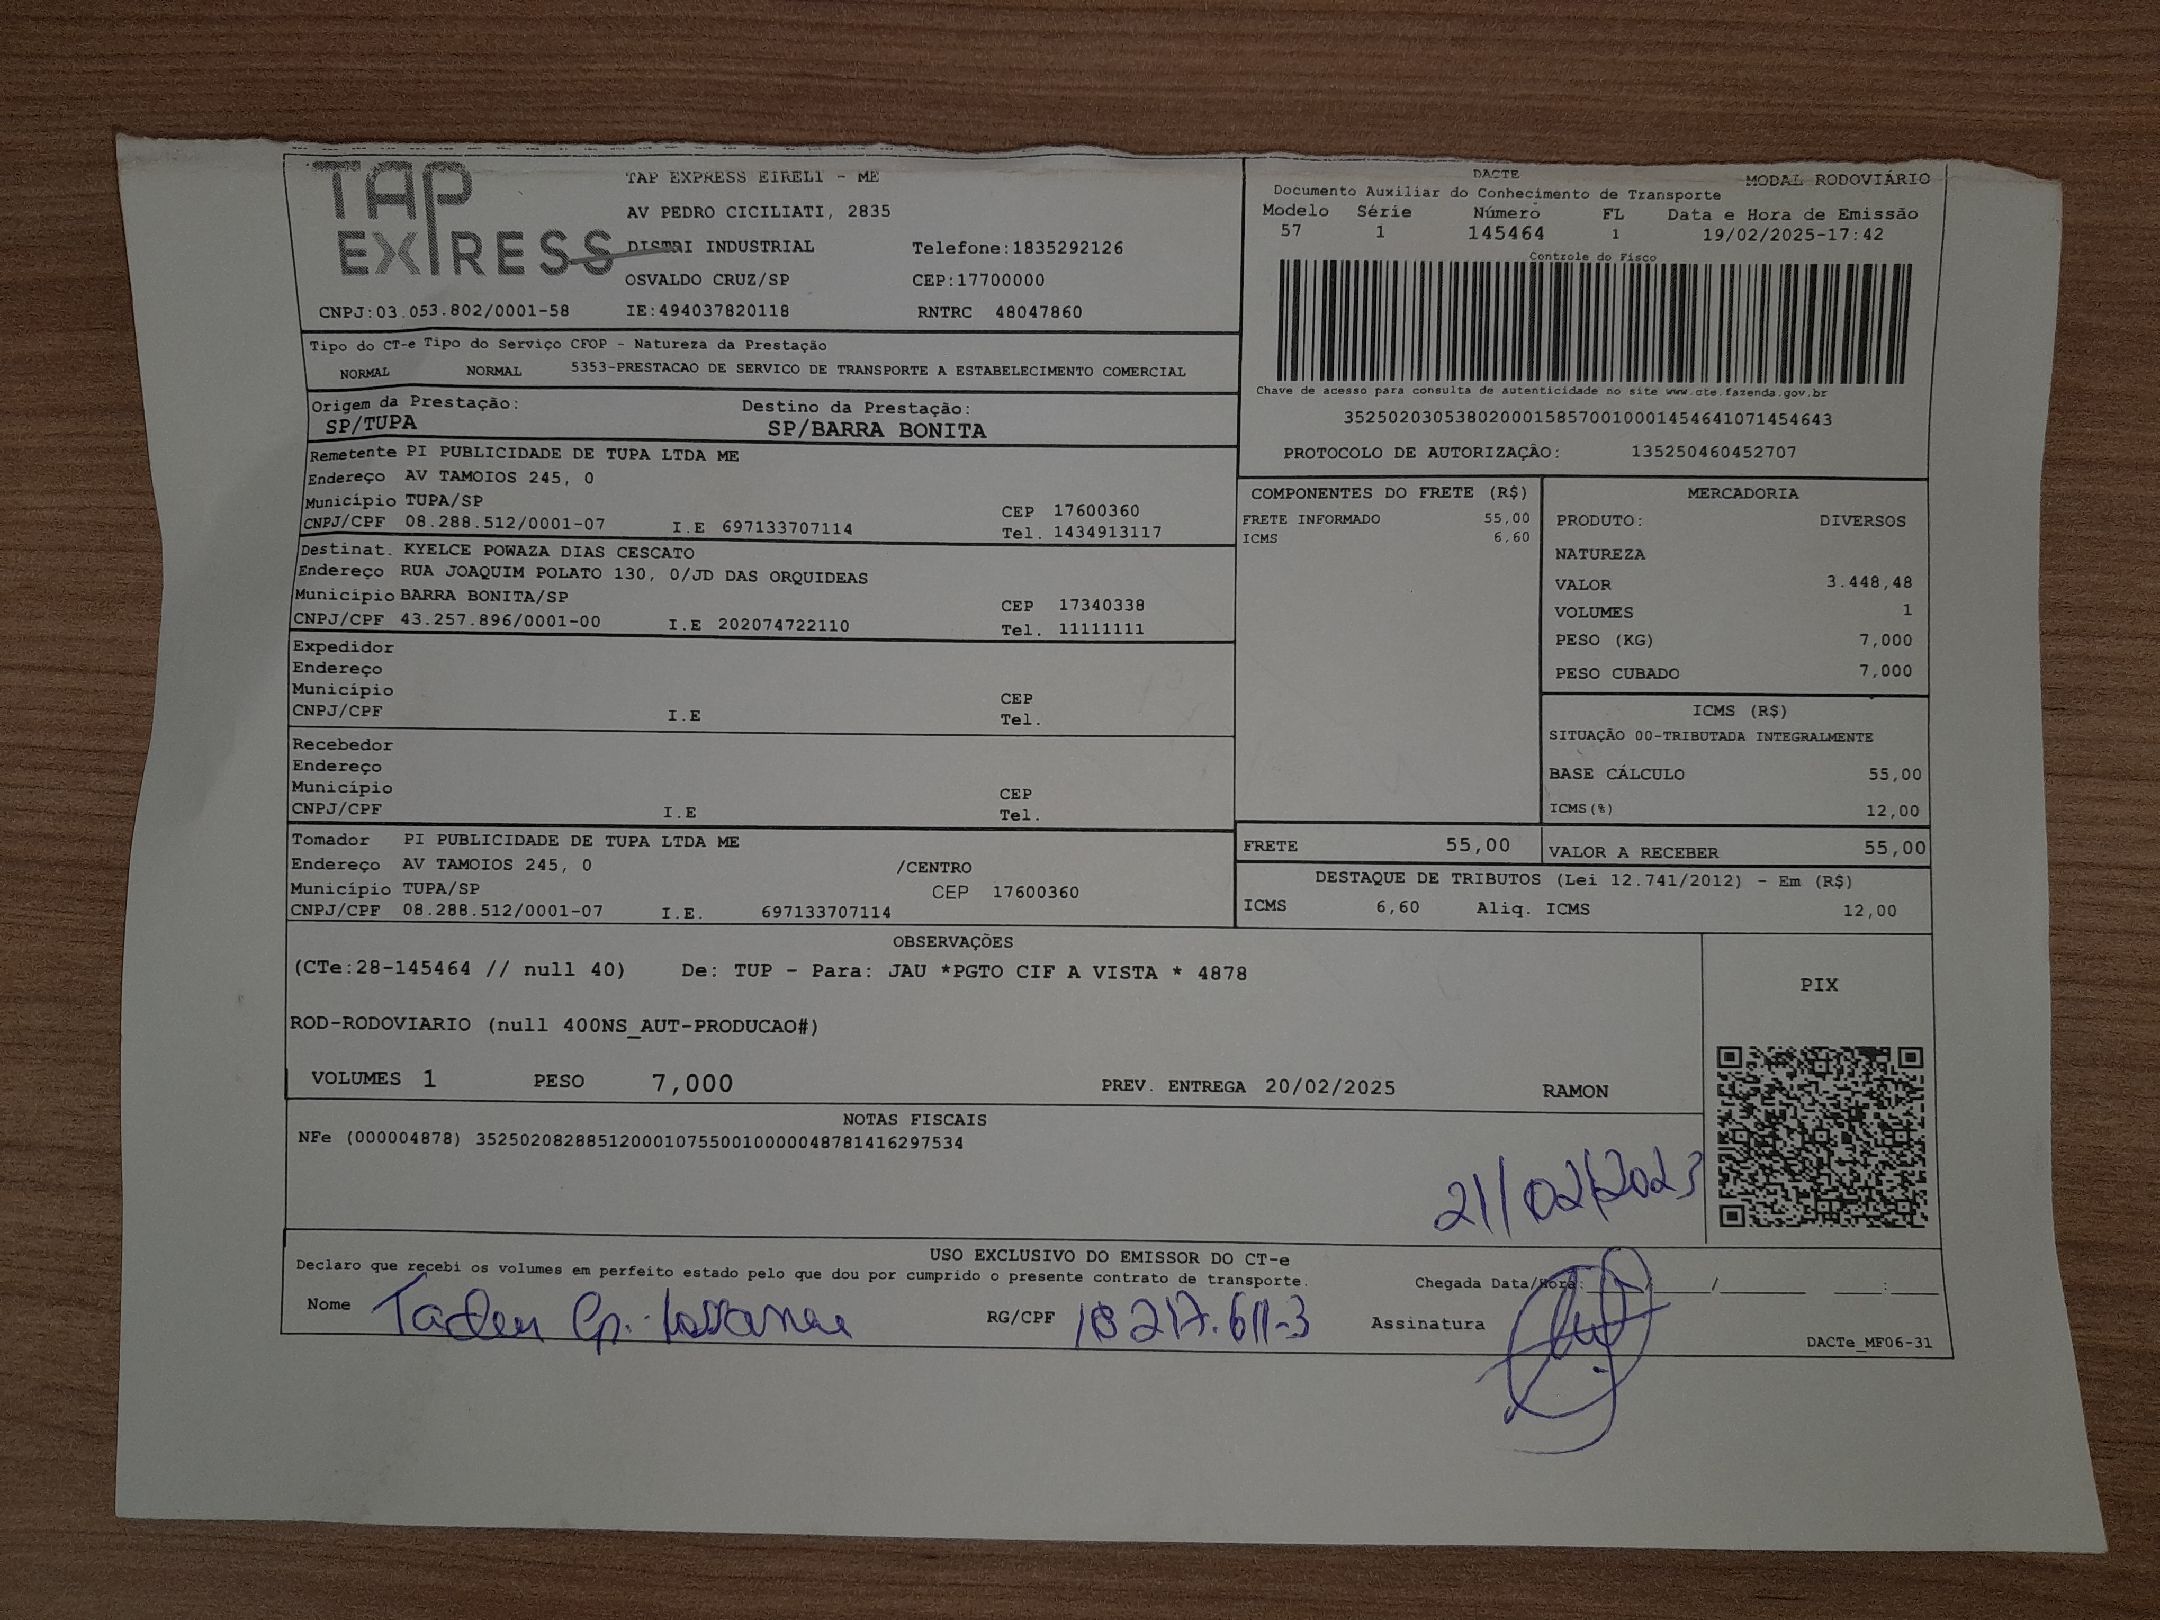 TAP EXPRESS
TAP EXPRESS EIRELI - ME
AV PEDRO CICILIATI, 2835
DISTRI INDUSTRIAL Telefone:1835292126
OSVALDO CRUZ/SP CEP:17700000
CNPJ:03.053.802/0001-58 IE:494037820118 RNTRC 48047860
DACTE MODAL RODOVIÁRIO
Documento Auxiliar do Conhecimento de Transporte
Modelo Série Número FL Data e Hora de Emissão
57 1 145464 1 19/02/2025-17:42
Controle do Fisco
Chave de acesso para consulta de autenticidade no site www.cte.fazenda.gov.br
35250203053802000158570010001454641071454643
PROTOCOLO DE AUTORIZAÇÂO: 135250460452707
Tipo do CT-e Tipo do Serviço CFOP - Natureza da Prestação
NORMAL NORMAL 5353-PRESTACAO DE SERVICO DE TRANSPORTE A ESTABELECIMENTO COMERCIAL
Origem da Prestação: Destino da Prestação:
SP/TUPA SP/BARRA BONITA
Remetente PI PUBLICIDADE DE TUPA LTDA ME
Endereço AV TAMOIOS 245, 0
Município TUPA/SP CEP 17600360
CNPJ/CPF 08.288.512/0001-07 I.E 697133707114 Tel. 1434913117
Destinat. KYELCE POWAZA DIAS CESCATO
Endereço RUA JOAQUIM POLATO 130, 0/JD DAS ORQUIDEAS
Município BARRA BONITA/SP CEP 17340338
CNPJ/CPF 43.257.896/0001-00 I.E 202074722110 Tel. 11111111
Expedidor
Endereço
Município CEP
CNPJ/CPF I.E Tel.
Recebedor
Endereço
Município CEP
CNPJ/CPF I.E Tel.
Tomador PI PUBLICIDADE DE TUPA LTDA ME
Endereço AV TAMOIOS 245, 0 /CENTRO
Município TUPA/SP CEP 17600360
CNPJ/CPF 08.288.512/0001-07 I.E. 697133707114
COMPONENTES DO FRETE (R$)
FRETE INFORMADO 55,00
ICMS 6,60
MERCADORIA
PRODUTO: DIVERSOS
NATUREZA
VALOR 3.448,48
VOLUMES 1
PESO (KG) 7,000
PESO CUBADO 7,000
ICMS (R$)
SITUAÇÃO 00-TRIBUTADA INTEGRALMENTE
BASE CÁLCULO 55,00
ICMS(%) 12,00
FRETE 55,00 VALOR A RECEBER 55,00
DESTAQUE DE TRIBUTOS (Lei 12.741/2012) - Em (R$)
ICMS 6,60 Aliq. ICMS 12,00
OBSERVAÇÕES
(CTe:28-145464 // null 40) De: TUP - Para: JAU *PGTO CIF A VISTA * 4878
ROD-RODOVIARIO (null 400NS_AUT-PRODUCAO#)
VOLUMES 1 PESO 7,000 PREV. ENTREGA 20/02/2025 RAMON
PIX
NOTAS FISCAIS
NFe (000004878) 35250208288512000107550010000048781416297534
21/02/2023
USO EXCLUSIVO DO EMISSOR DO CT-e
Declaro que recebi os volumes em perfeito estado pelo que dou por cumprido o presente contrato de transporte. Chegada Data/Hora: / / :
Nome RG/CPF 18217.611-3 Assinatura
DACTe_MF06-31